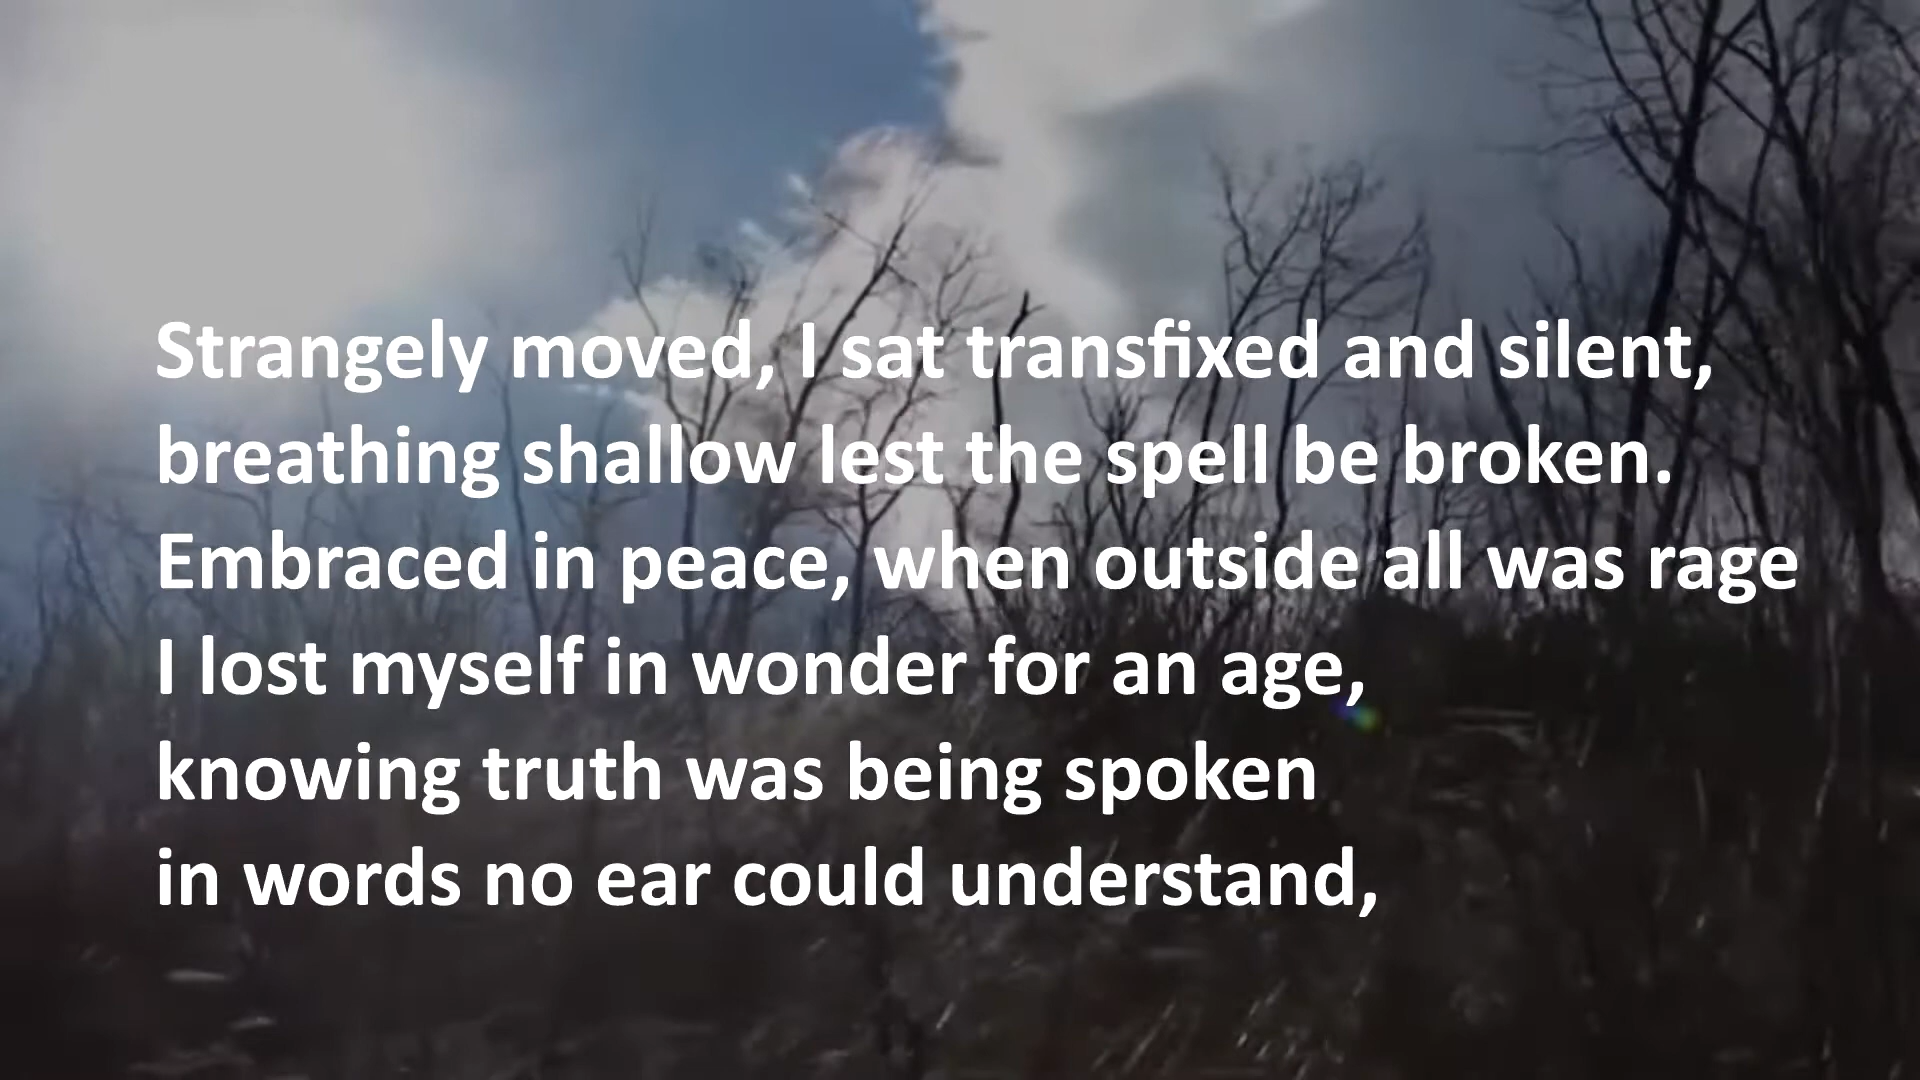 Strangely moved, I sat transfixed and silent,
breathing shallow lest the spell be broken.
Embraced in peace, when outside all was rage
I lost myself in wonder for an age,
knowing truth was being spoken
in words no ear could understand,